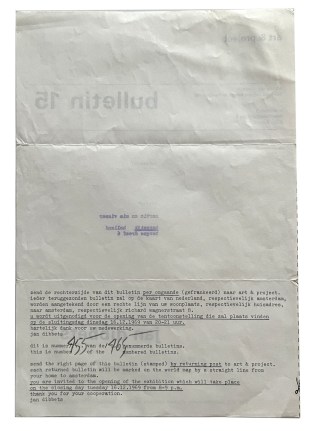 art & project
bulletin 15
zend de rechterzijde van dit bulletin per omgaande (gefrankeerd) naar art & project.
ieder teruggezonden bulletin zal op de kaart van nederland, respectievelijk amsterdam,
worden aangetekend door een rechte lijn van uw woonplaats, respectievelijk huisadres,
naar amsterdam, respectievelijk richard wagnerstraat 8.
u wordt uitgenodigd voor de opening van de tentoonstelling die zal plaats vinden
op de sluitingsdag dinsdag 16.12.1969 van 20-21 uur.
hartelijk dank voor uw medewerking.
jan dibbets
dit is nummer van de genummerde bulletins.
this is number of the numbered bulletins.
send the right page of this bulletin (stamped) by returning post to art & project.
each returned bulletin will be marked on the world map by a straight line from
your home to amsterdam.
you are invited to the opening of the exhibition which will take place
on the closing day tuesday 16.12.1969 from 8-9 p.m.
thank you for your cooperation.
jan dibbets